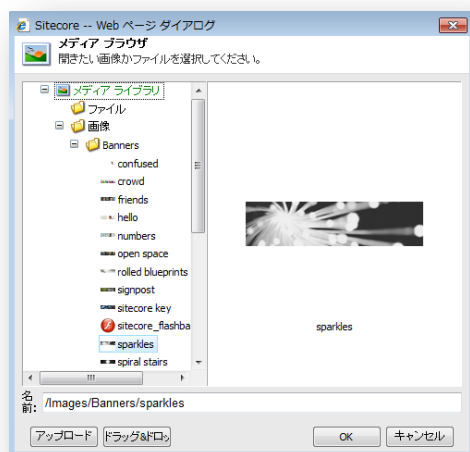 Sitecore -- Web ページ ダイアログ
メディア ブラウザ
開きたい画像かファイルを選択してください。
メディア ライブラリ
ファイル
画像
Banners
confused
crowd
friends
hello
numbers
open space
rolled blueprints
signpost
sitecore key
sitecore_flashba
sparkles
spiral stairs
sparkles
名前: /Images/Banners/sparkles
アップロード ドラッグ&ドロッ OK キャンセル